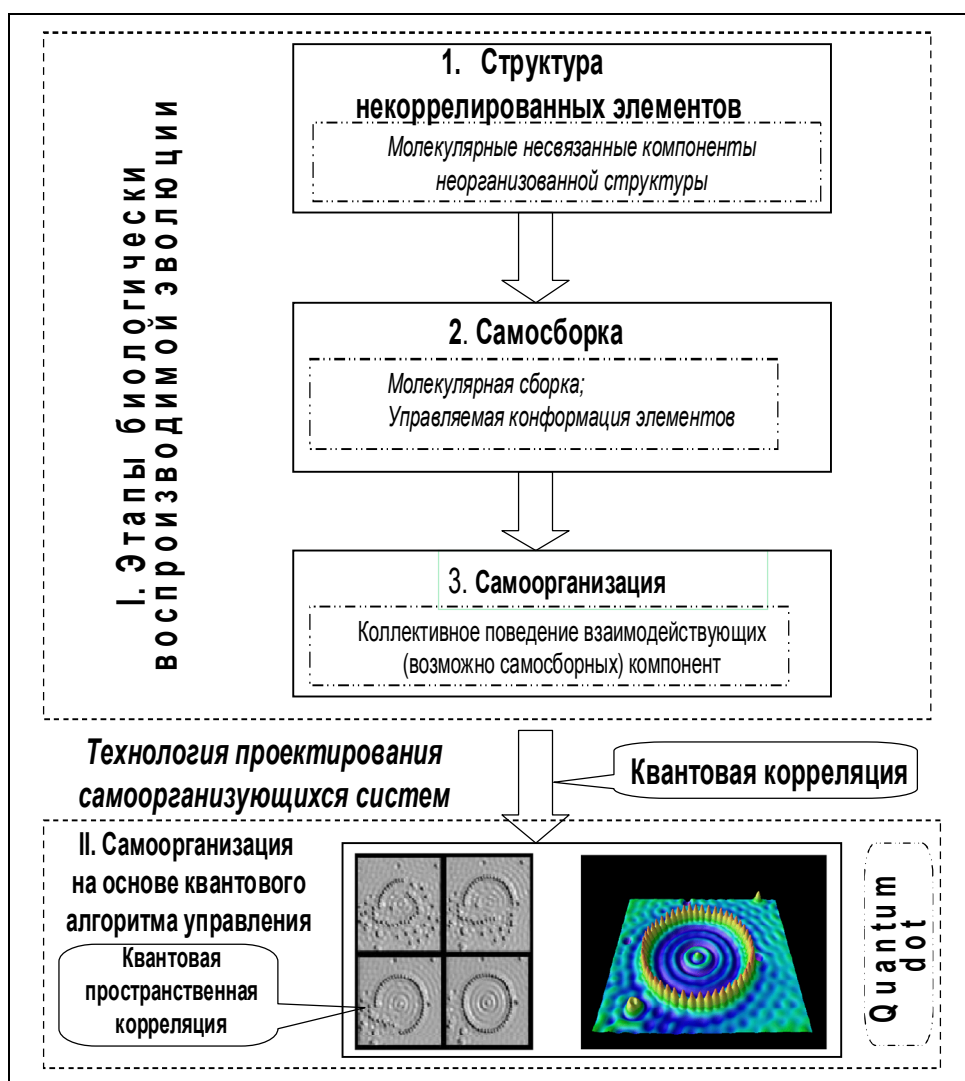 I. Этапы биологически
воспроизводимой эволюции
1. Структура
некоррелированных элементов
Молекулярные несвязанные компоненты
неорганизованной структуры
2. Самосборка
Молекулярная сборка;
Управляемая конформация элементов
3. Самоорганизация
Коллективное поведение взаимодействующих
(возможно самосборных) компонент
Технология проектирования
самоорганизующихся систем
Квантовая корреляция
II. Самоорганизация
на основе квантового
алгоритма управления
Квантовая
пространственная
корреляция
Quantum
dot